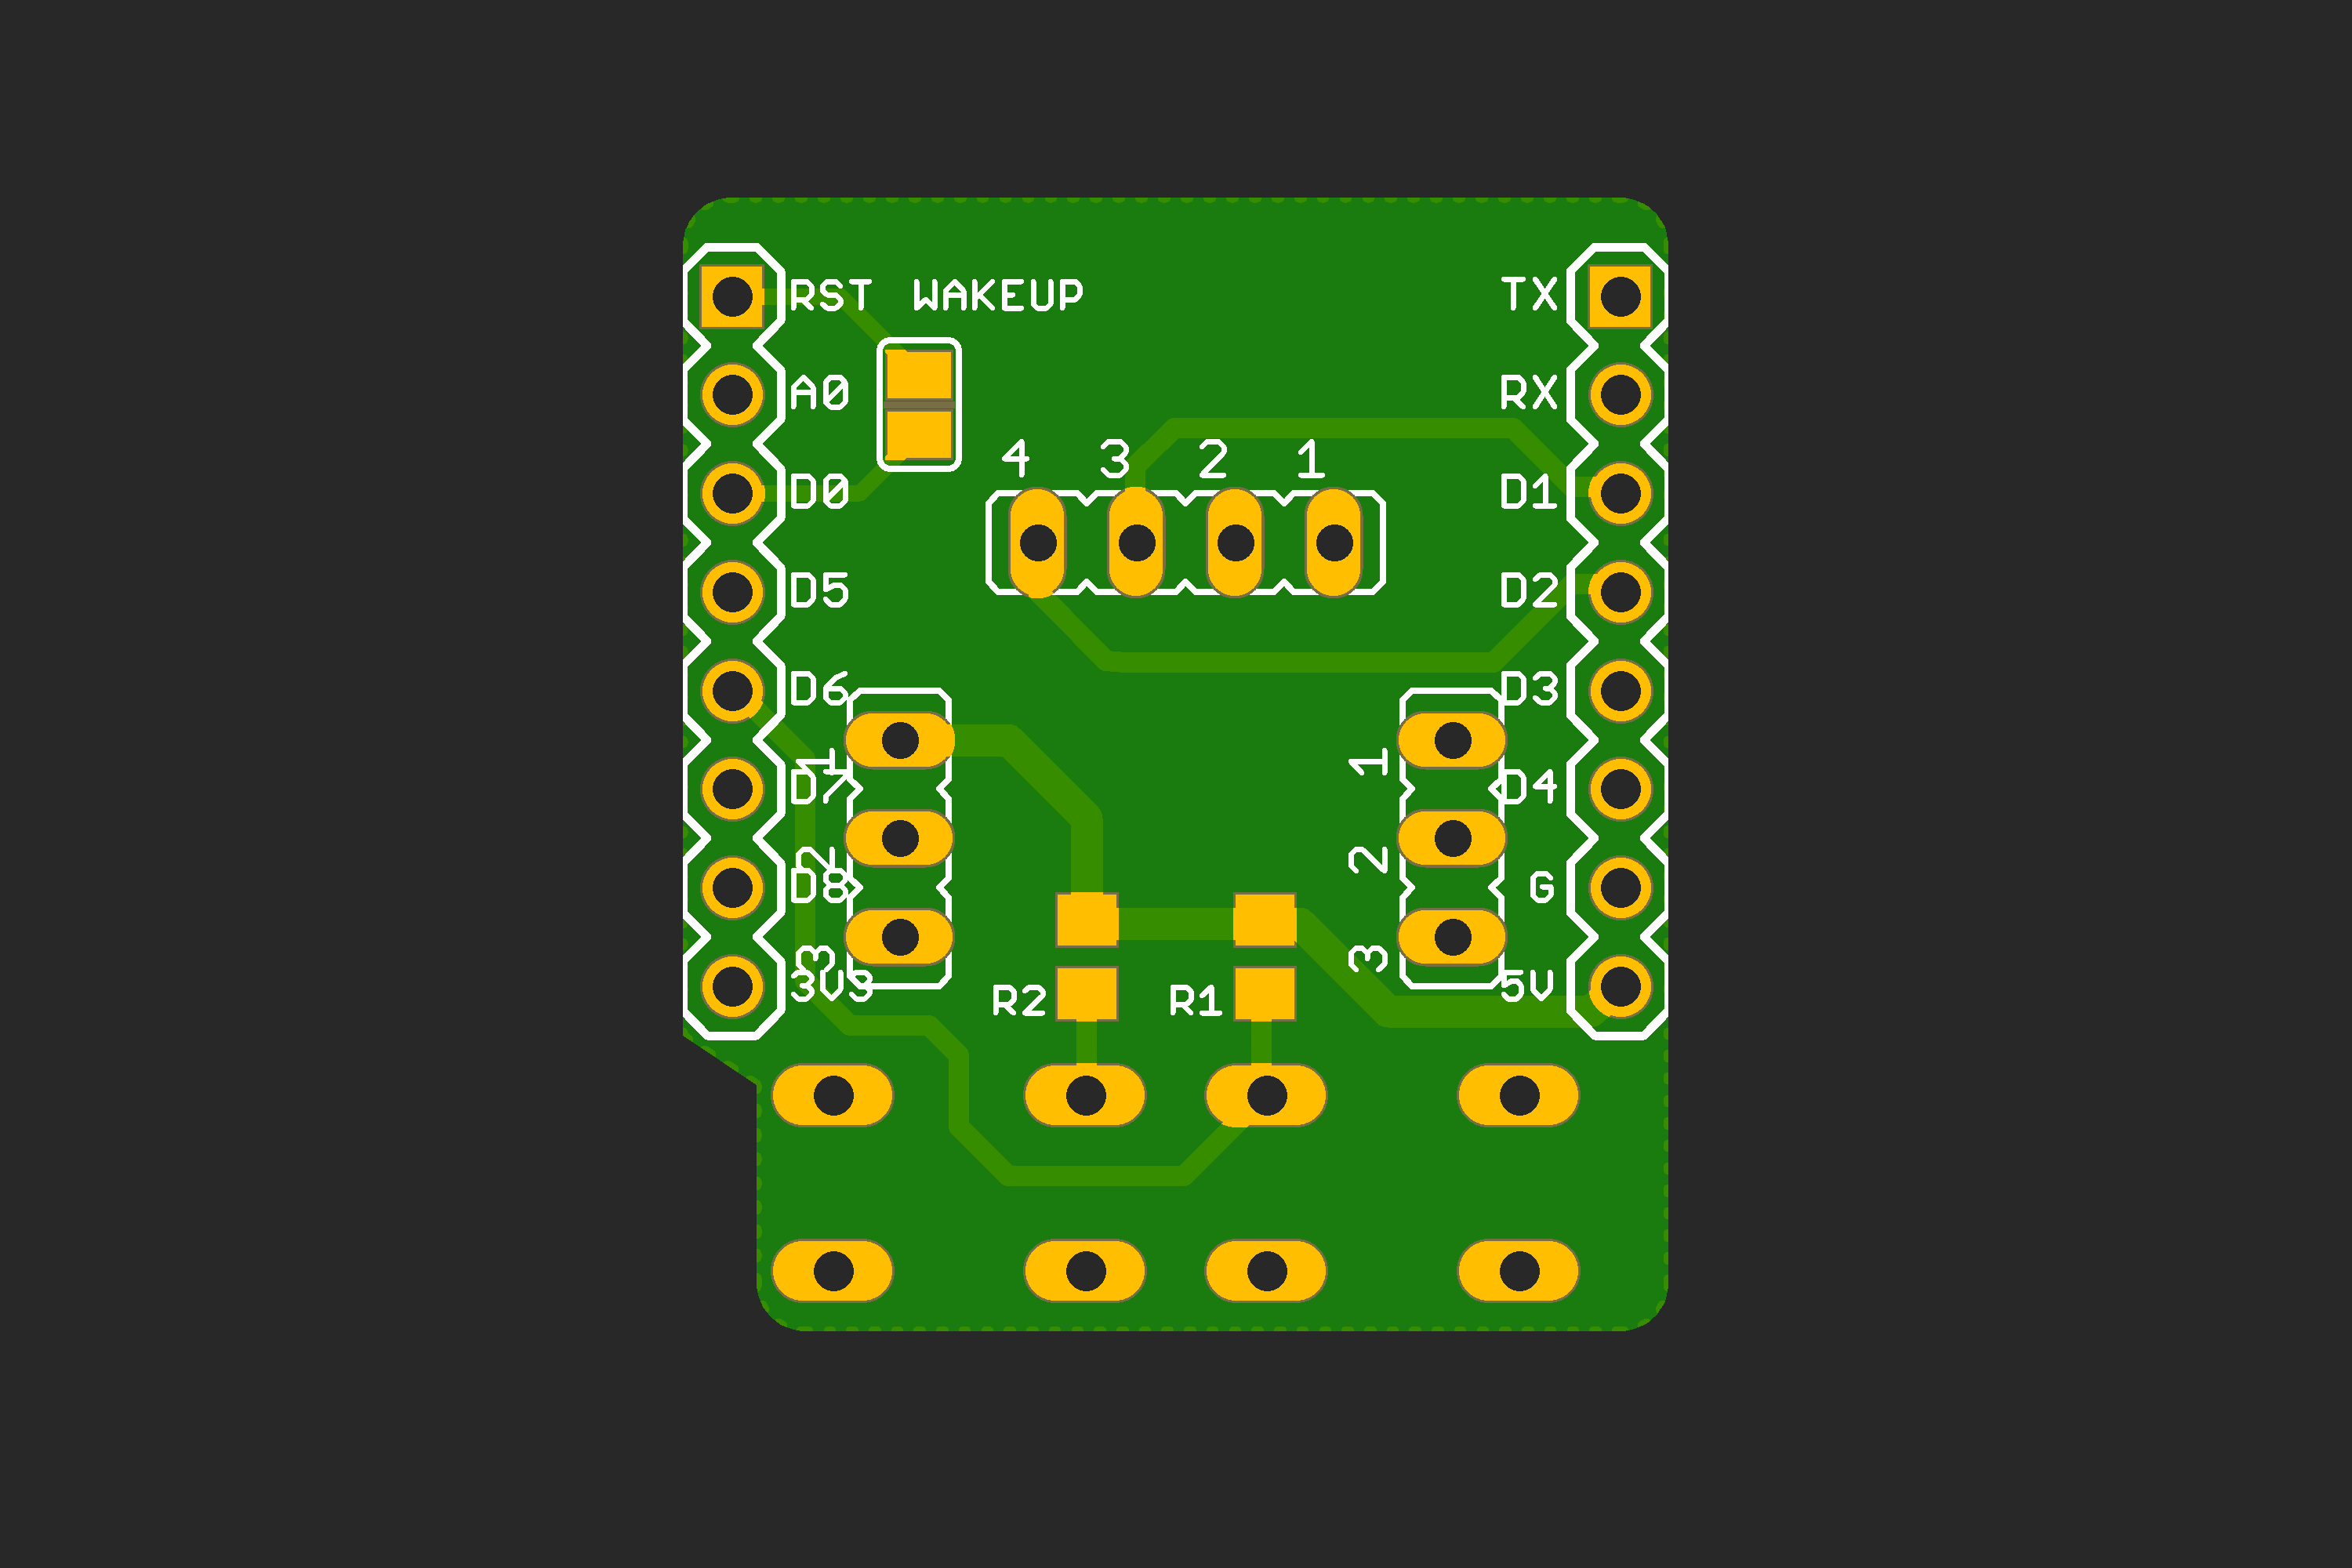 RST WAKEUP TX
A0 RX
4 3 2 1
D0 D1
D5 D2
D6 D3
1 1
D7 D4
2 2
D8 G
3 3
3V3 5V
R2 R1